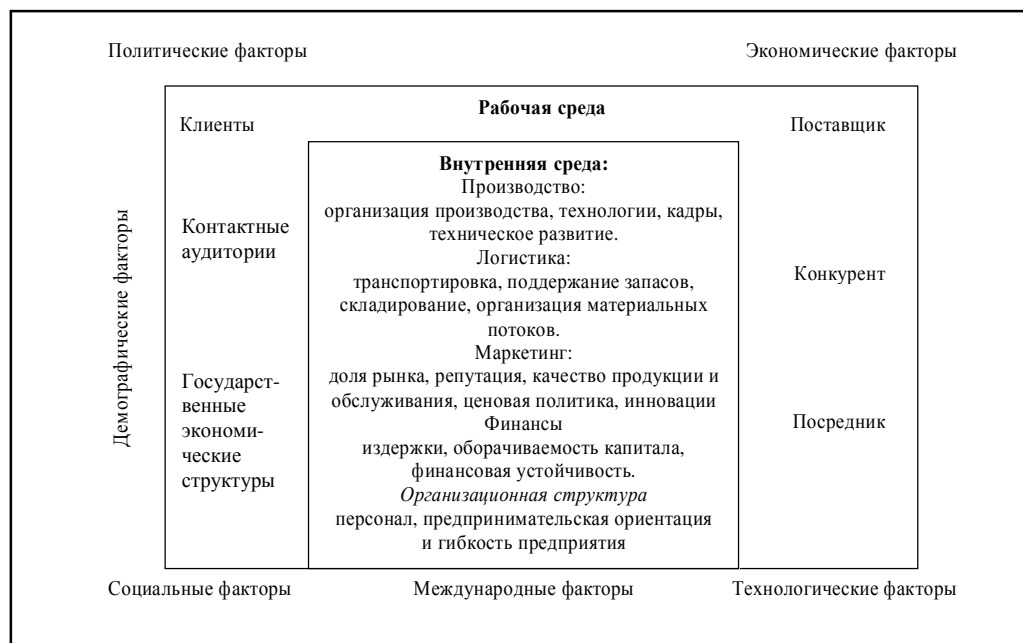 Политические факторы
Экономические факторы
Рабочая среда
Клиенты
Поставщик
Внутренняя среда:
Производство:
организация производства, технологии, кадры,
техническое развитие.
Логистика:
транспортировка, поддержание запасов,
складирование, организация материальных
потоков.
Маркетинг:
доля рынка, репутация, качество продукции и
обслуживания, ценовая политика, инновации
Финансы
издержки, оборачиваемость капитала,
финансовая устойчивость.
Организационная структура
персонал, предпринимательская ориентация
и гибкость предприятия
Контактные
аудитории
Государст-
венные
экономи-
ческие
структуры
Конкурент
Посредник
Демографические факторы
Социальные факторы
Международные факторы
Технологические факторы